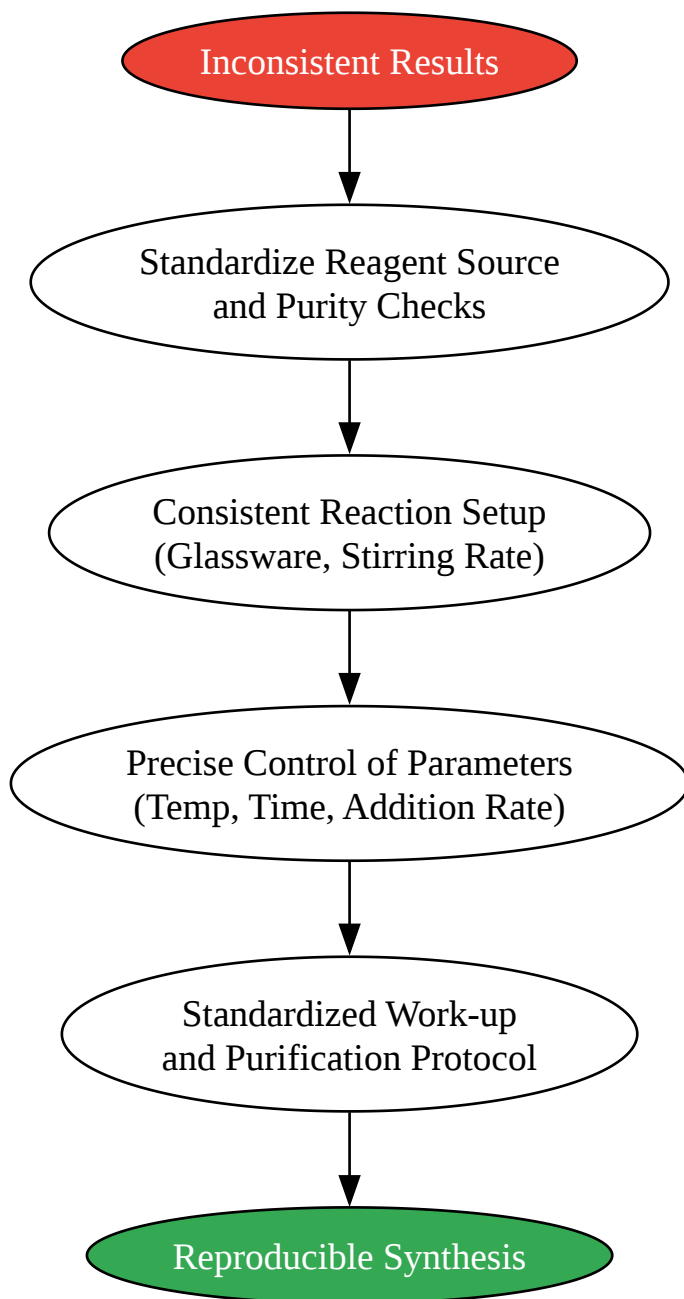 Inconsistent Results
Standardize Reagent Source
and Purity Checks
Consistent Reaction Setup
(Glassware, Stirring Rate)
Precise Control of Parameters
(Temp, Time, Addition Rate)
Standardized Work-up
and Purification Protocol
Reproducible Synthesis